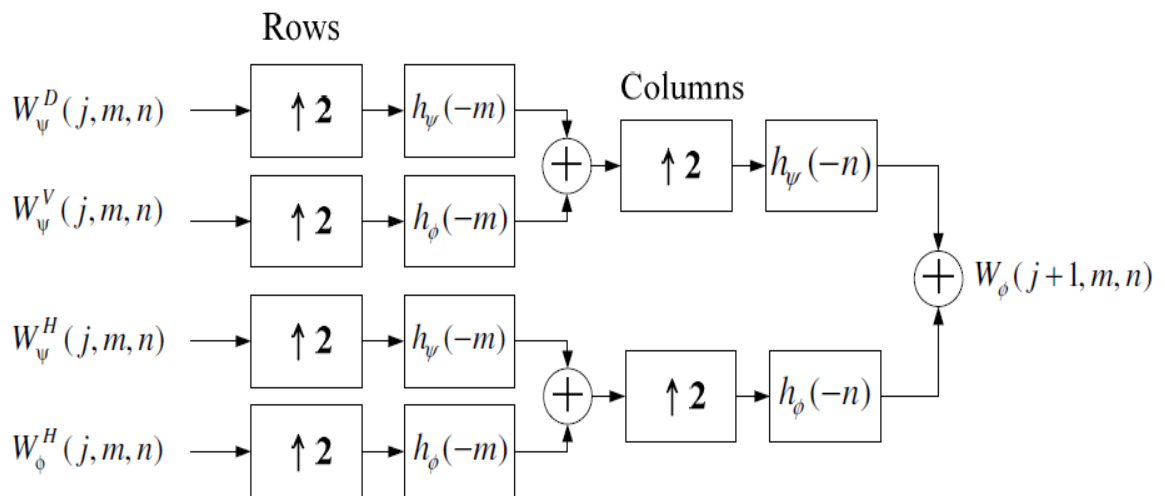 Rows
W_ψ^D (j,m,n) ↑ 2 h_ψ(−m)
Columns
+ ↑ 2 h_ψ(−n)
W_ψ^V (j,m,n) ↑ 2 h_ϕ(−m)
+ W_ϕ(j+1,m,n)
W_ψ^H (j,m,n) ↑ 2 h_ψ(−m)
+ ↑ 2 h_ϕ(−n)
W_ϕ^H (j,m,n) ↑ 2 h_ϕ(−m)